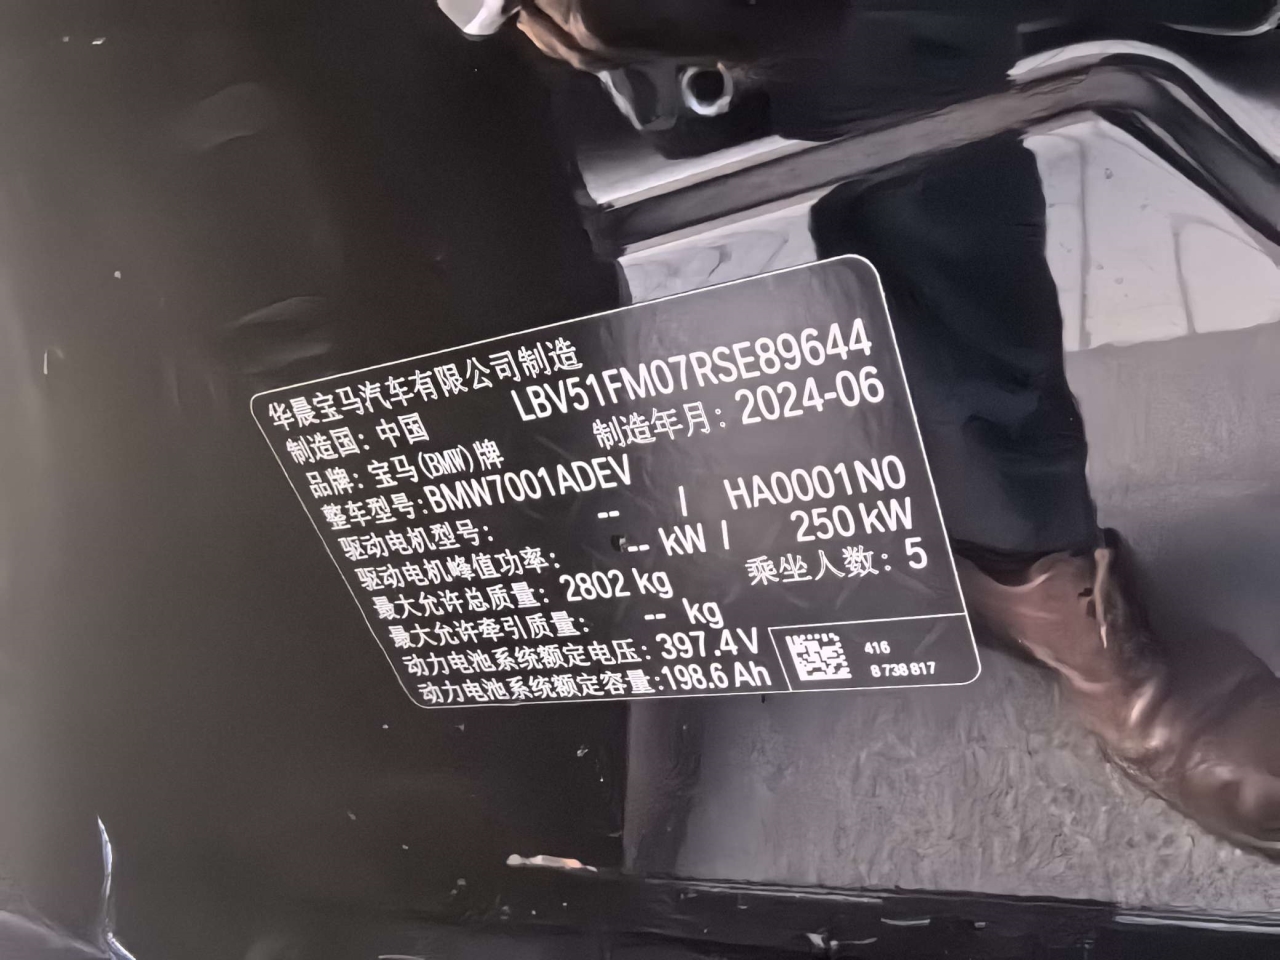 华晨宝马汽车有限公司制造
制造国：中国 LBV51FM07RSE89644
品牌：宝马(BMW)牌 制造年月：2024-06
整车型号：BMW7001ADEV
驱动电机型号： -- / HA0001N0
驱动电机峰值功率： -- kW / 250 kW
最大允许总质量：2802 kg 乘坐人数：5
最大允许牵引质量： -- kg
动力电池系统额定电压：397.4 V
动力电池系统额定容量：198.6 Ah
416
8 738 817